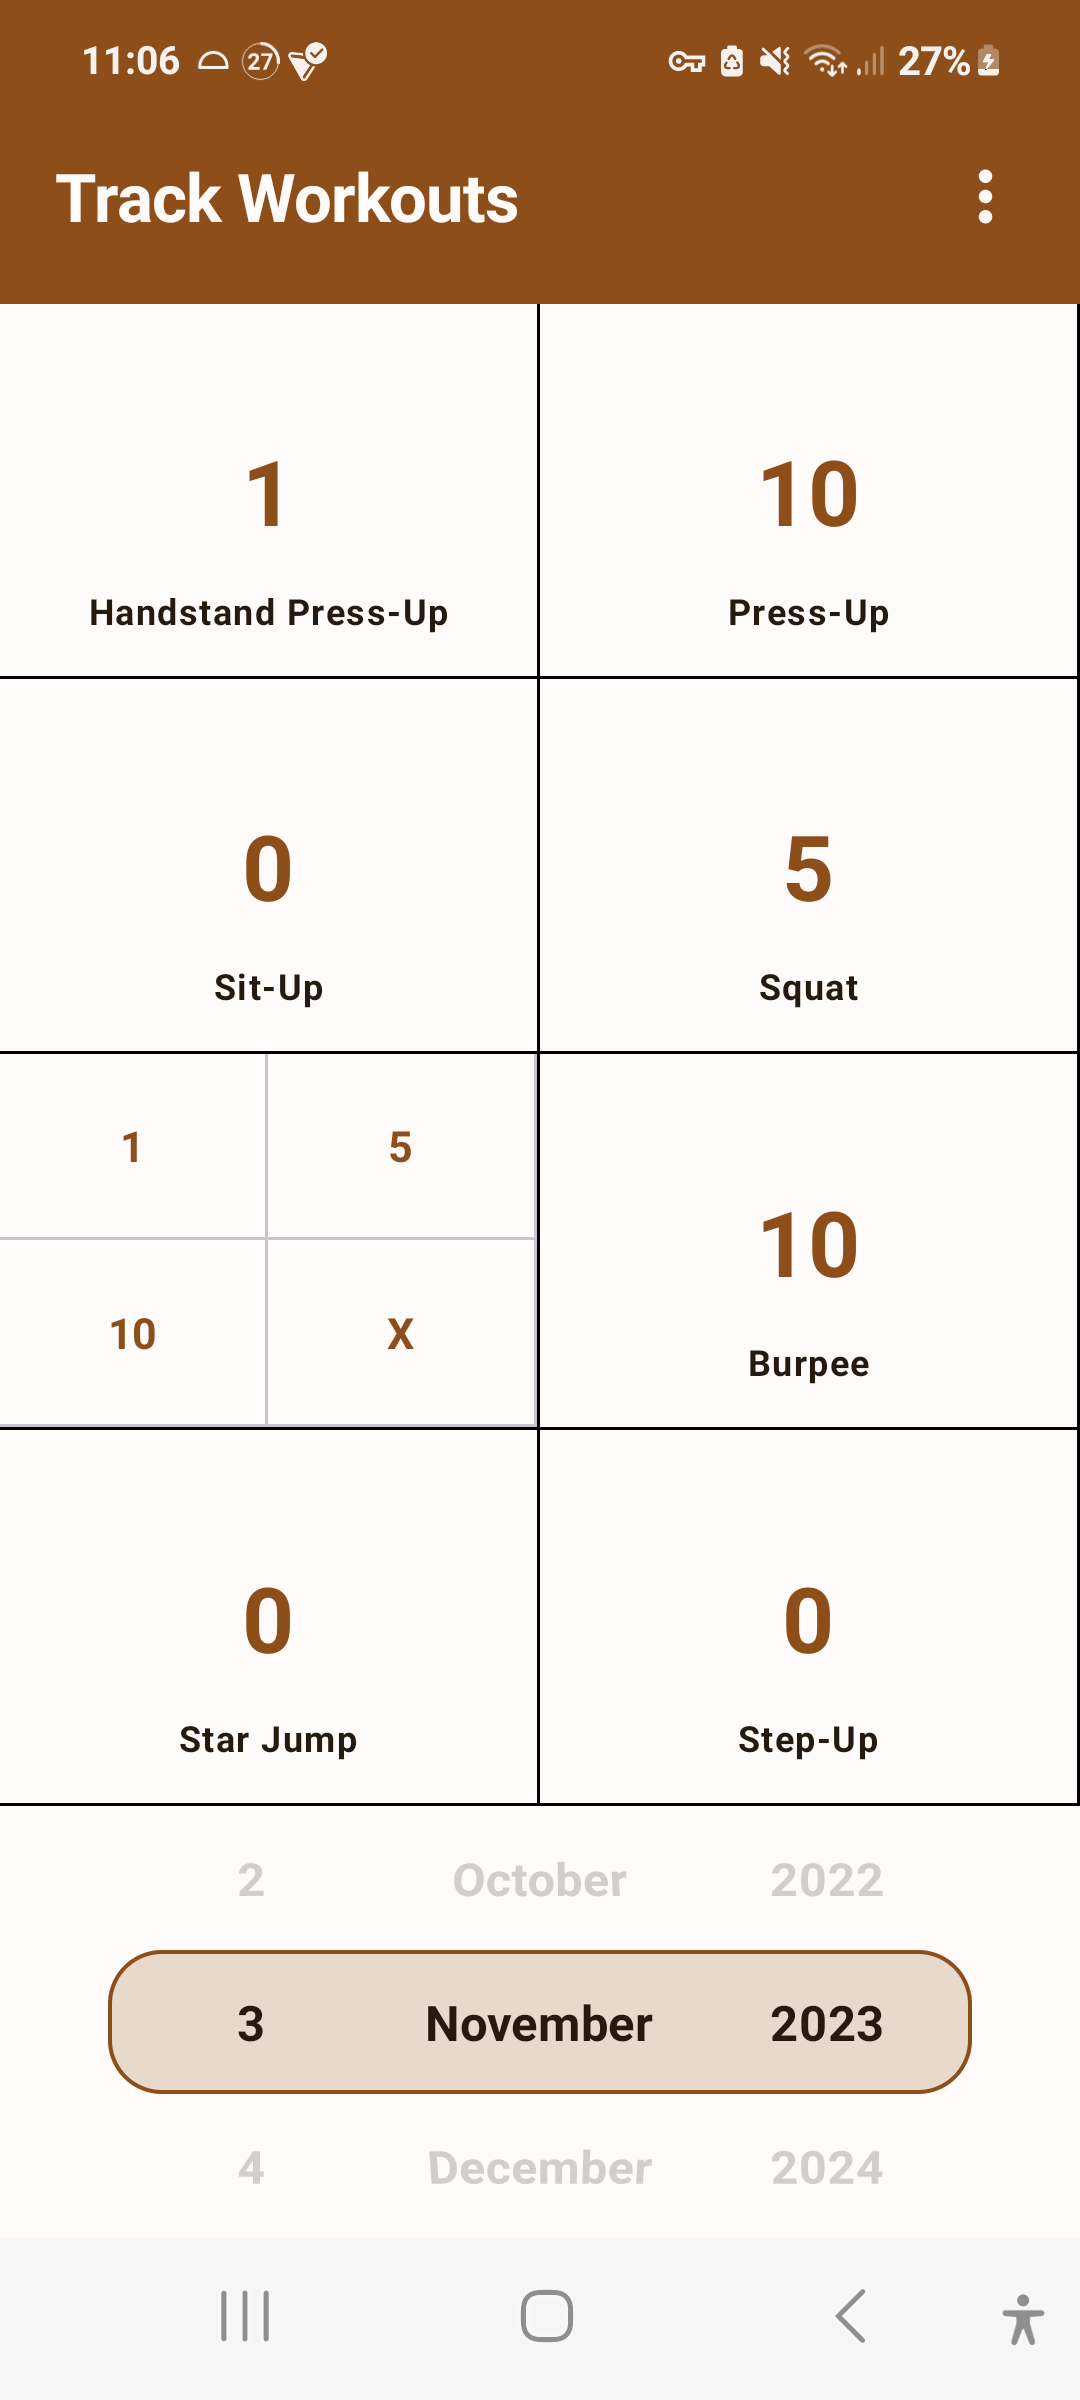 11:06 27 27%
Track Workouts
1 10
Handstand Press-Up Press-Up
0 5
Sit-Up Squat
1 5
10
10 X
Burpee
0 0
Star Jump Step-Up
2 October 2022
3 November 2023
4 December 2024